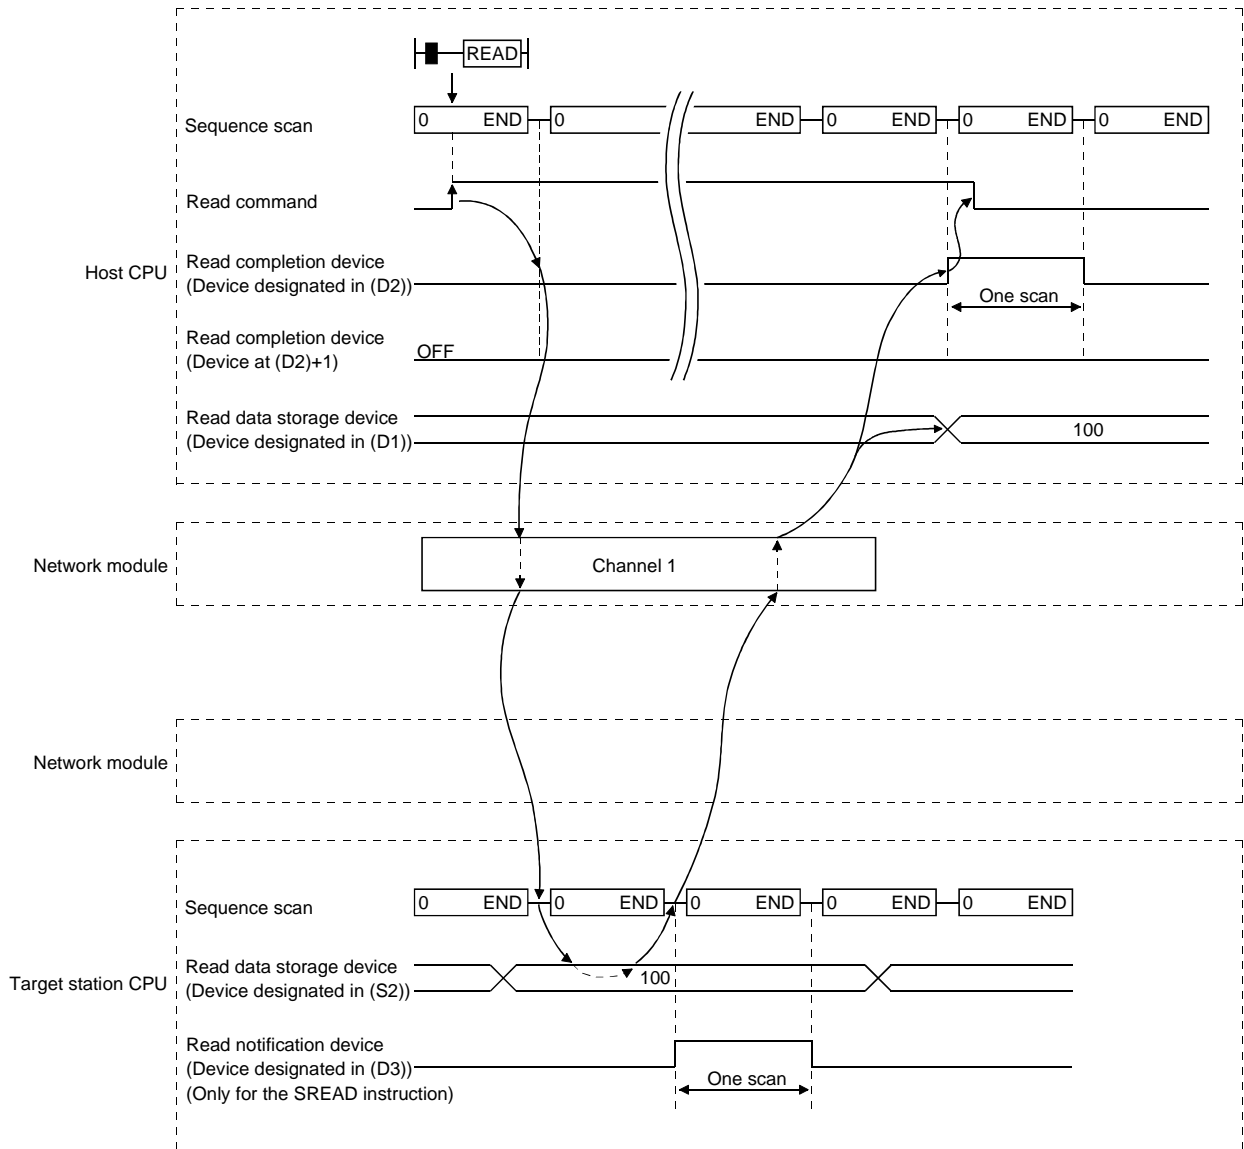 READ
Sequence scan 0 END 0 END 0 END 0 END 0 END
Read command
Host CPU
Read completion device
(Device designated in (D2))
One scan
Read completion device
(Device at (D2)+1)
OFF
Read data storage device
(Device designated in (D1))
100
Network module
Channel 1
Network module
Sequence scan 0 END 0 END 0 END 0 END 0 END
Target station CPU
Read data storage device
(Device designated in (S2))
100
Read notification device
(Device designated in (D3))
(Only for the SREAD instruction)
One scan